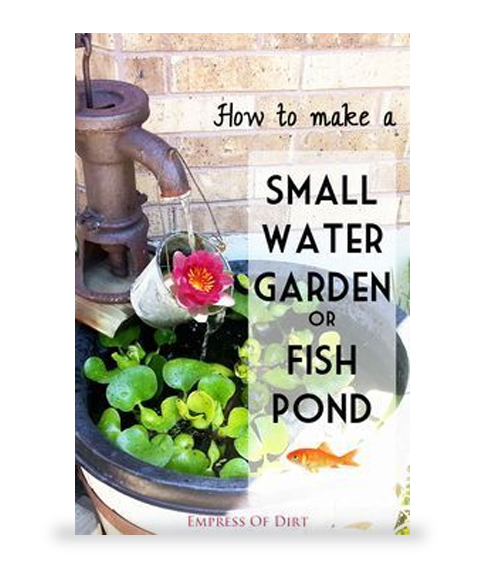 How to make a
SMALL
WATER
GARDEN
OR
FISH
POND
EMPRESS OF DIRT